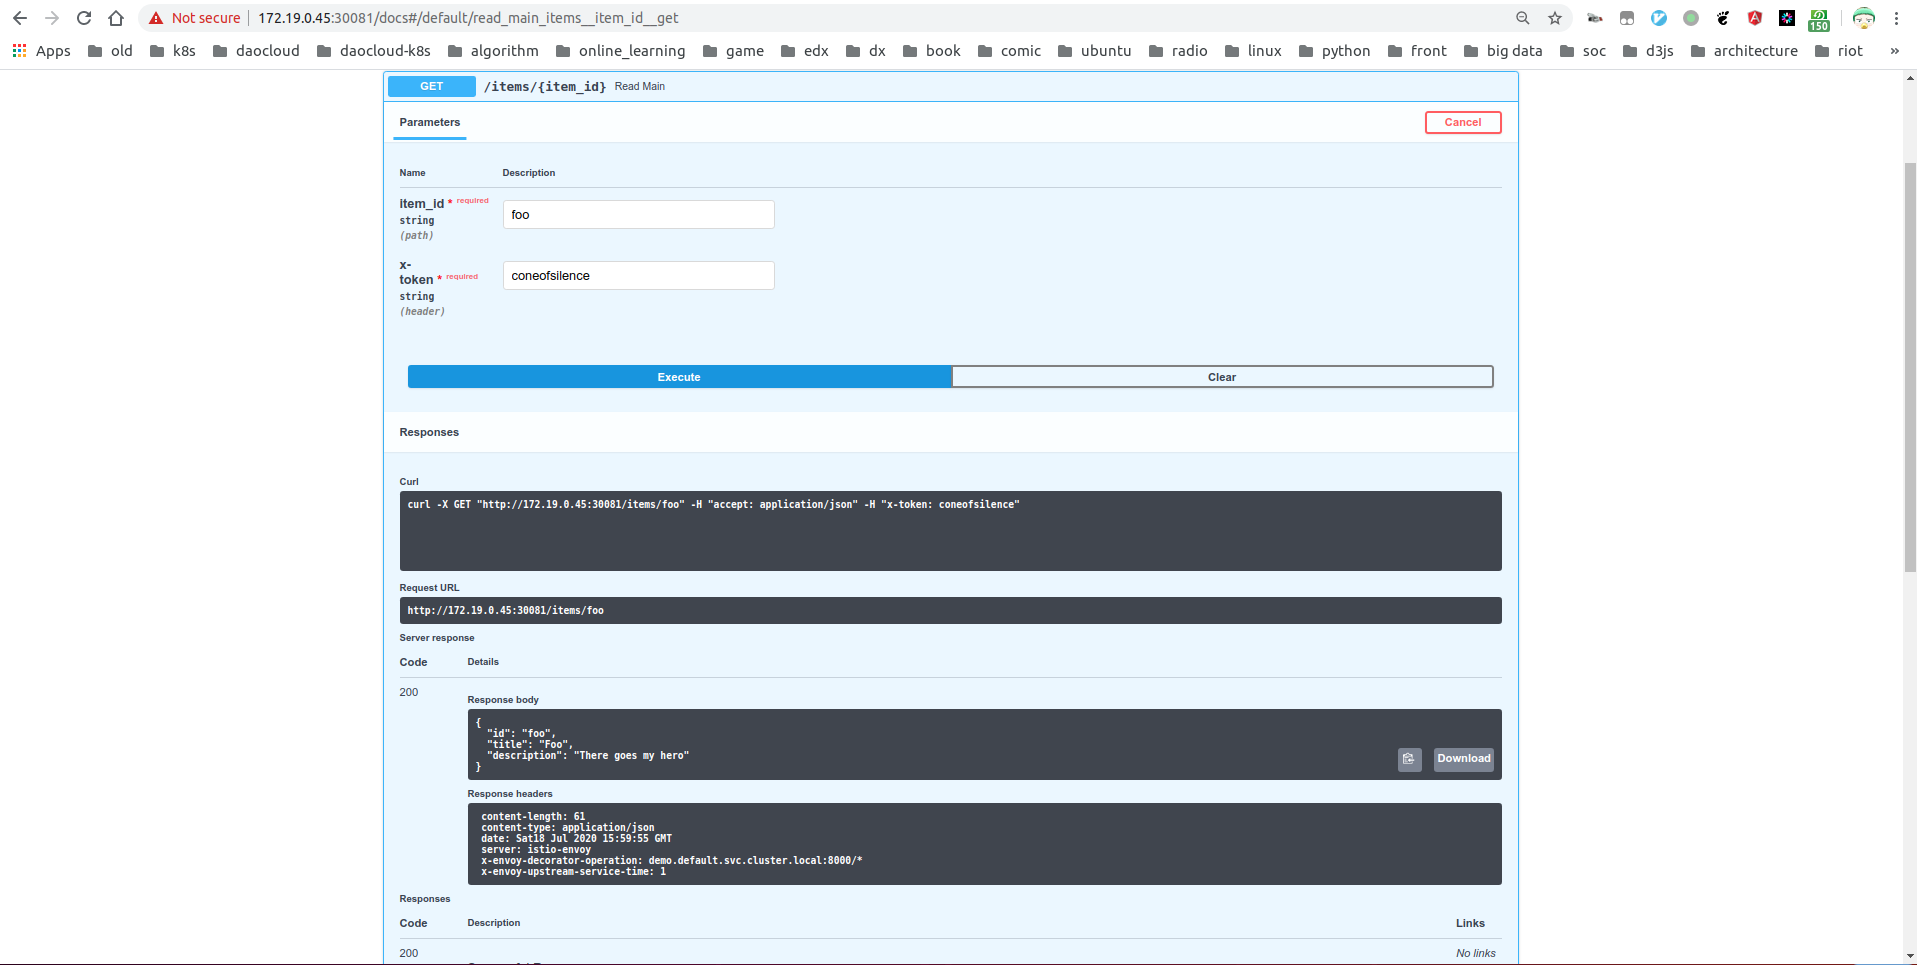 Not secure | 172.19.0.45:30081/docs#/default/read_main_items__item_id__get
150
Apps old k8s daocloud daocloud-k8s algorithm online_learning game edx dx book comic ubuntu radio linux python front big data soc d3js architecture riot »
GET /items/{item_id} Read Main
Parameters Cancel
Name Description
item_id * required
string
(path)
foo
x-
token * required
string
(header)
coneofsilence
Execute Clear
Responses
Curl
curl -X GET "http://172.19.0.45:30081/items/foo" -H "accept: application/json" -H "x-token: coneofsilence"
Request URL
http://172.19.0.45:30081/items/foo
Server response
Code Details
200
Response body
{
"id": "foo",
"title": "Foo",
"description": "There goes my hero"
}
Download
Response headers
content-length: 61
content-type: application/json
date: Sat18 Jul 2020 15:59:55 GMT
server: istio-envoy
x-envoy-decorator-operation: demo.default.svc.cluster.local:8000/*
x-envoy-upstream-service-time: 1
Responses
Code Description Links
200 No links